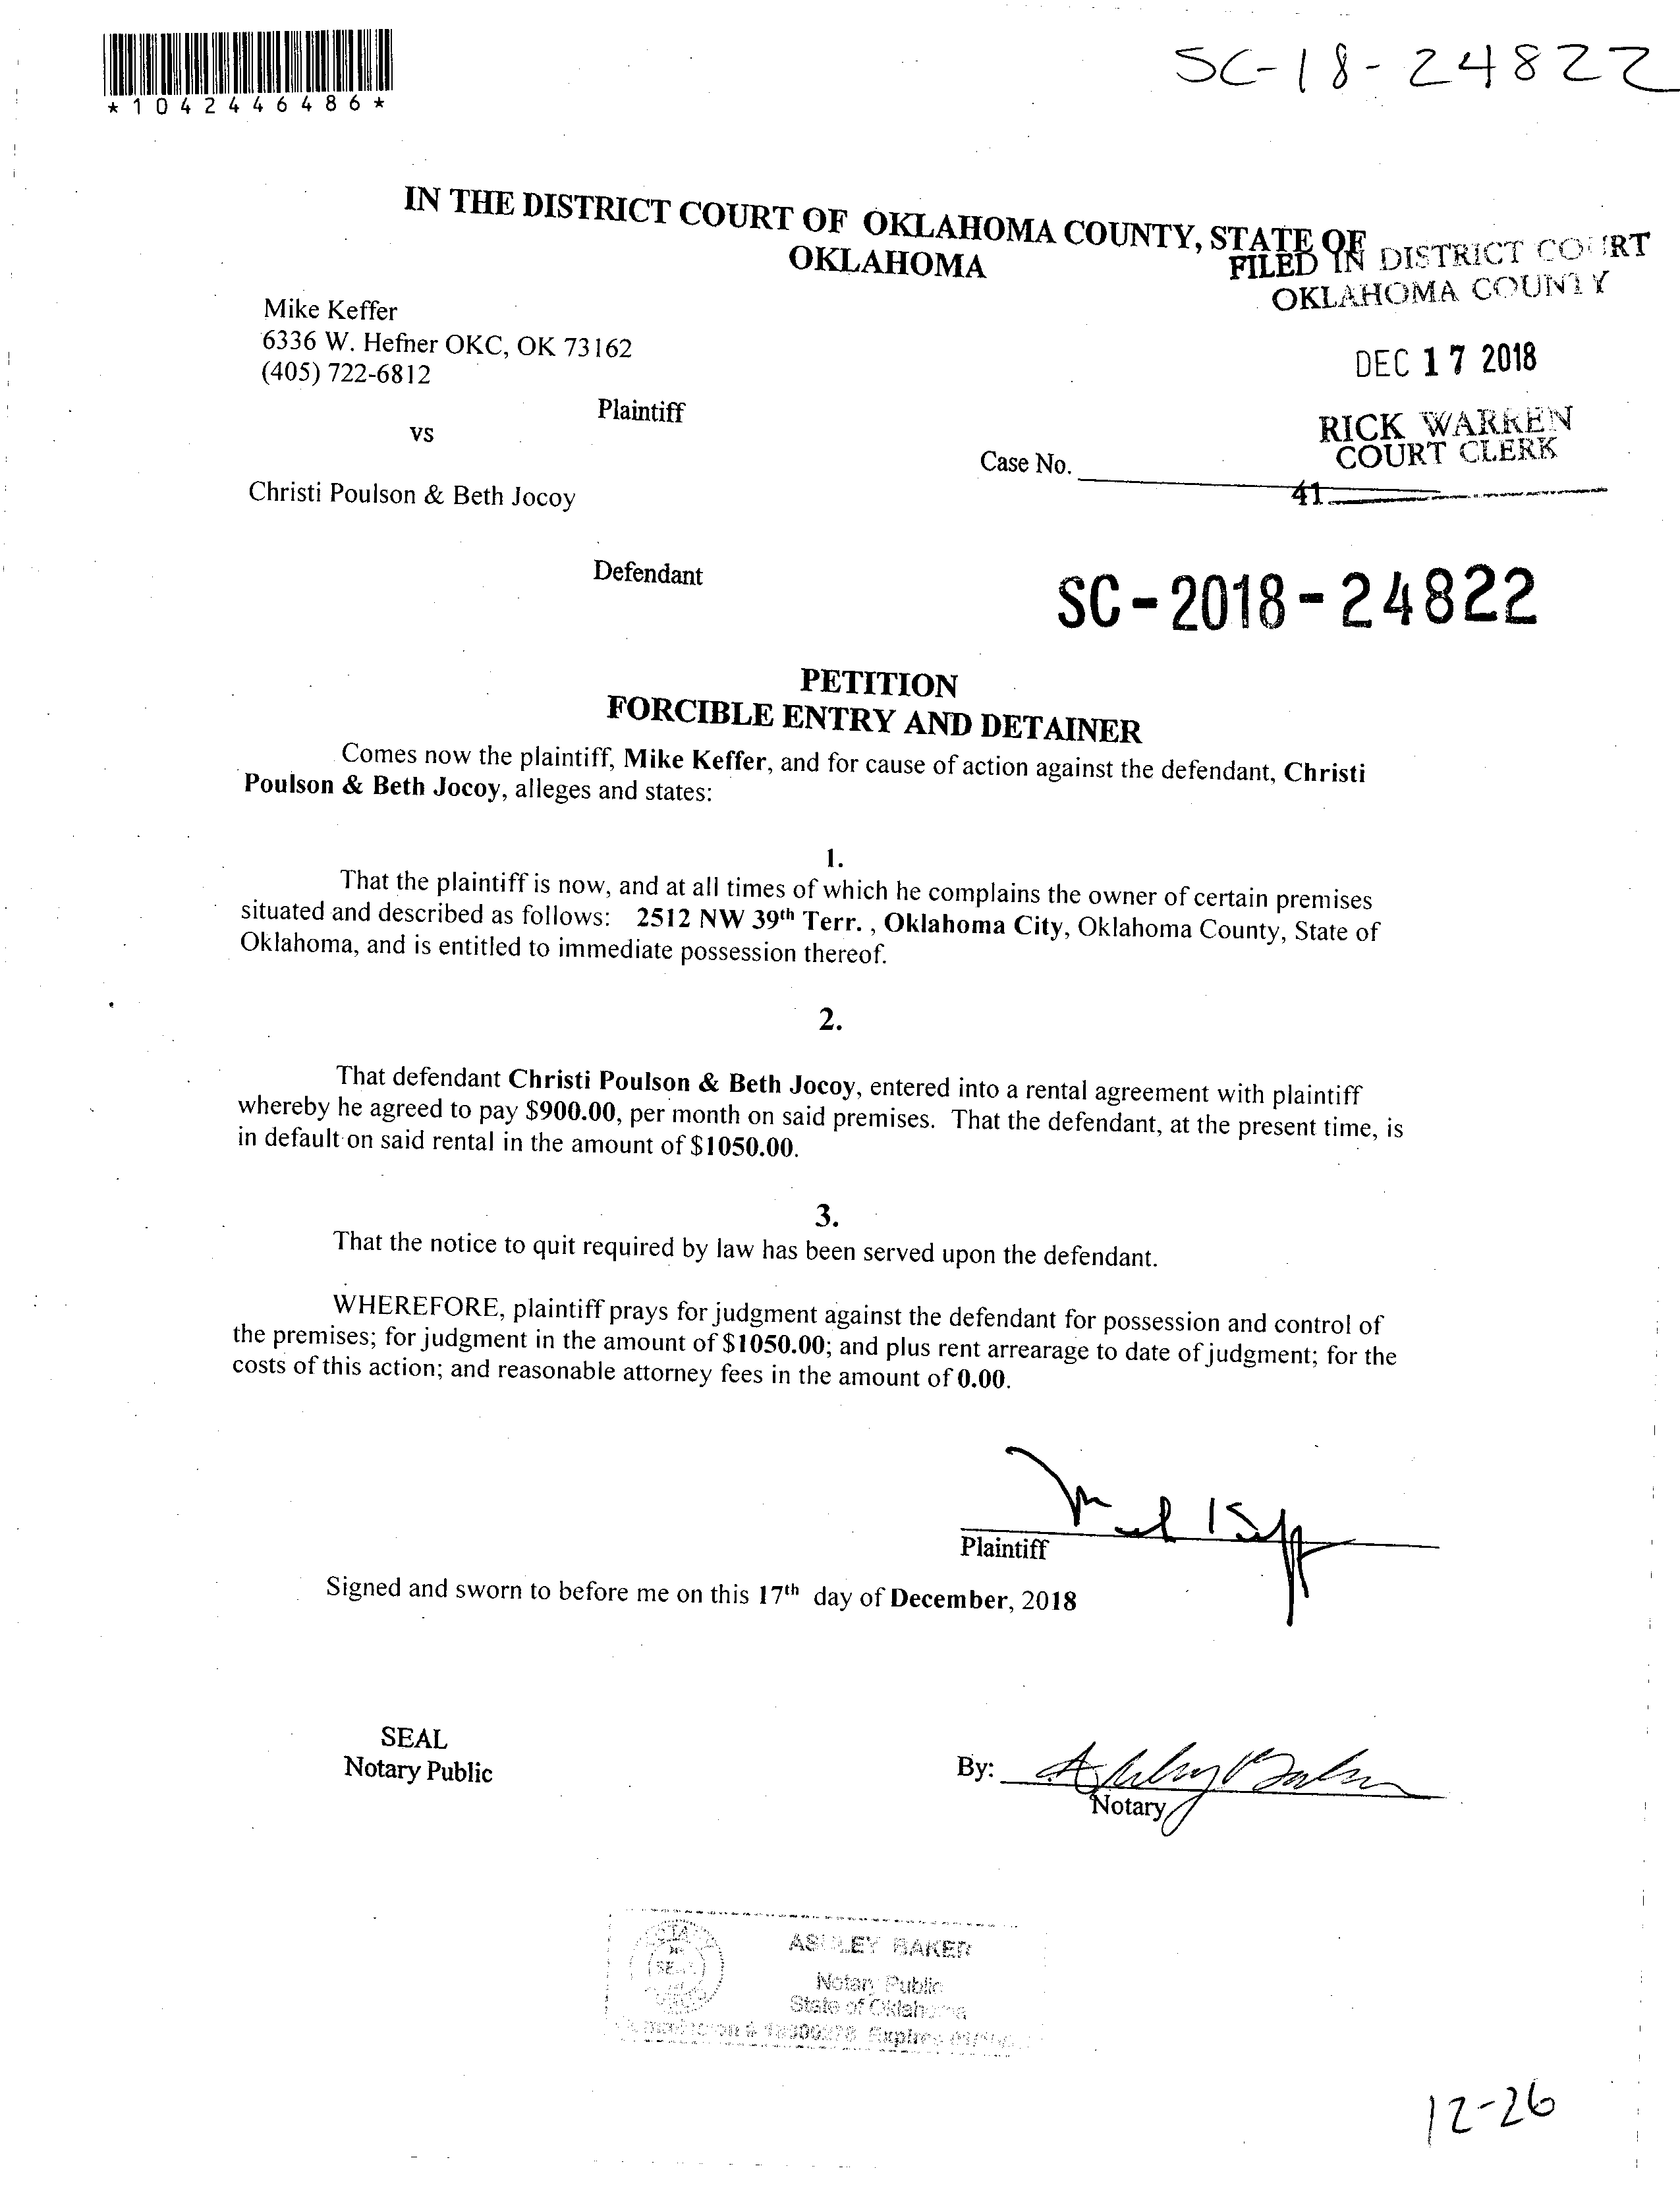 *1042446486*
SC-18-24822
IN THE DISTRICT COURT OF OKLAHOMA COUNTY, STATE OF
OKLAHOMA
FILED IN DISTRICT COURT
OKLAHOMA COUNTY
Mike Keffer
6336 W. Hefner OKC, OK 73162
(405) 722-6812
DEC 17 2018
Plaintiff
RICK WARREN
COURT CLERK
vs
Case No.
41
Christi Poulson & Beth Jocoy
Defendant
SC-2018-24822
PETITION
FORCIBLE ENTRY AND DETAINER
Comes now the plaintiff, Mike Keffer, and for cause of action against the defendant, Christi
Poulson & Beth Jocoy, alleges and states:
1.
That the plaintiff is now, and at all times of which he complains the owner of certain premises
situated and described as follows: 2512 NW 39th Terr. , Oklahoma City, Oklahoma County, State of
Oklahoma, and is entitled to immediate possession thereof.
2.
That defendant Christi Poulson & Beth Jocoy, entered into a rental agreement with plaintiff
whereby he agreed to pay $900.00, per month on said premises. That the defendant, at the present time, is
in default on said rental in the amount of $1050.00.
3.
That the notice to quit required by law has been served upon the defendant.
WHEREFORE, plaintiff prays for judgment against the defendant for possession and control of
the premises; for judgment in the amount of $1050.00; and plus rent arrearage to date of judgment; for the
costs of this action; and reasonable attorney fees in the amount of 0.00.
Plaintiff
Signed and sworn to before me on this 17th day of December, 2018
SEAL
Notary Public
By:
Notary
ASHLEY BAKER
Notary Public
State of Oklahoma
Expires
12-26